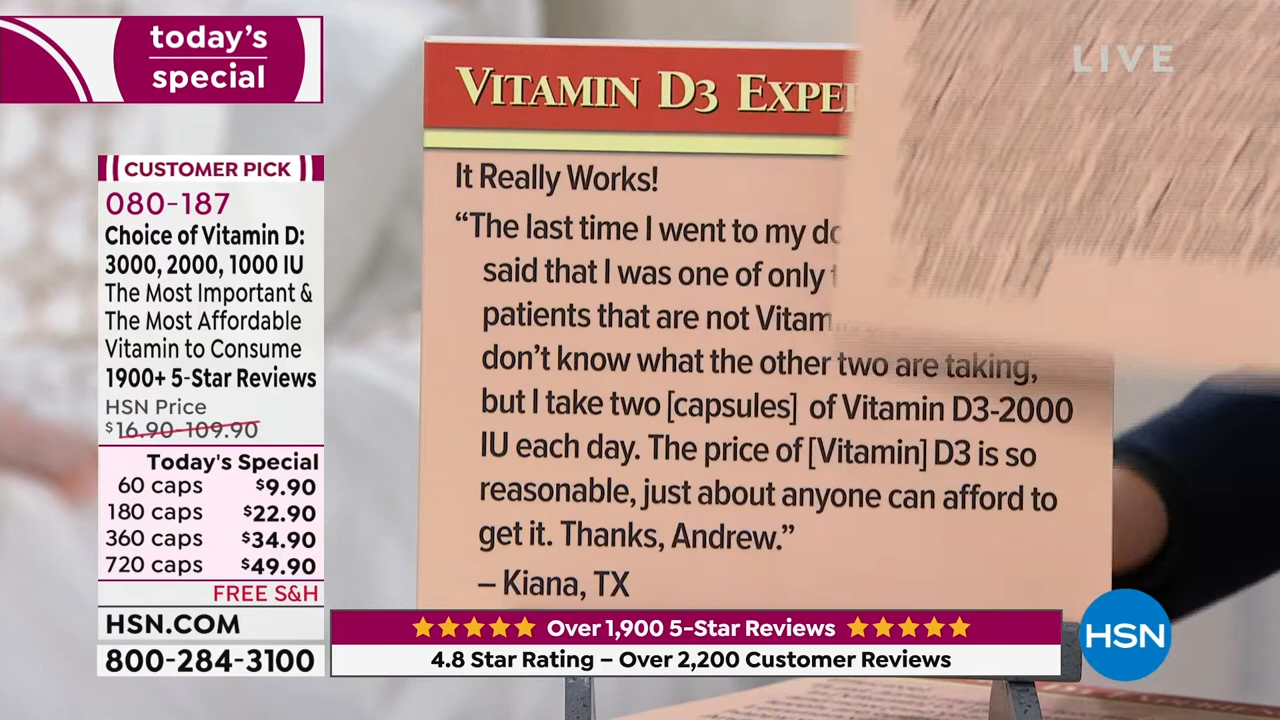 today's
special
LIVE
CUSTOMER PICK
080-187
Choice of Vitamin D:
3000, 2000, 1000 IU
The Most Important &
The Most Affordable
Vitamin to Consume
1900+ 5-Star Reviews
HSN Price
$16.90-109.90
Today's Special
60 caps $9.90
180 caps $22.90
360 caps $34.90
720 caps $49.90
FREE S&H
HSN.COM
800-284-3100
VITAMIN D3
It Really Works!
“The last time I went to my
said that I was one of only
patients that are not
don't know what the other two are taking,
but I take two [capsules] of Vitamin D3-2000
IU each day. The price of [Vitamin] D3 is so
reasonable, just about anyone can afford to
get it. Thanks, Andrew.”
– Kiana, TX
Over 1,900 5-Star Reviews
4.8 Star Rating – Over 2,200 Customer Reviews
HSN